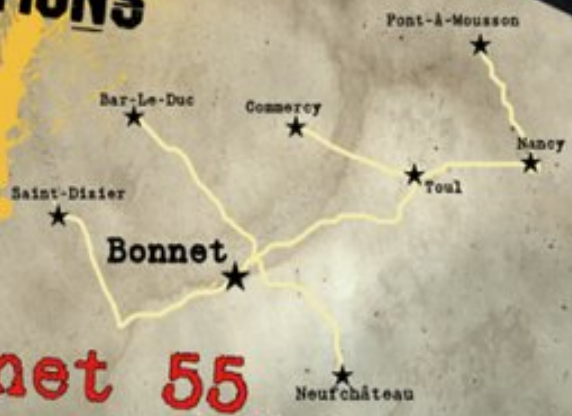 Pont-À-Mousson
Bar-Le-Duc
Commercy
Nancy
Toul
Saint-Dizier
Bonnet
55
Neufchâteau